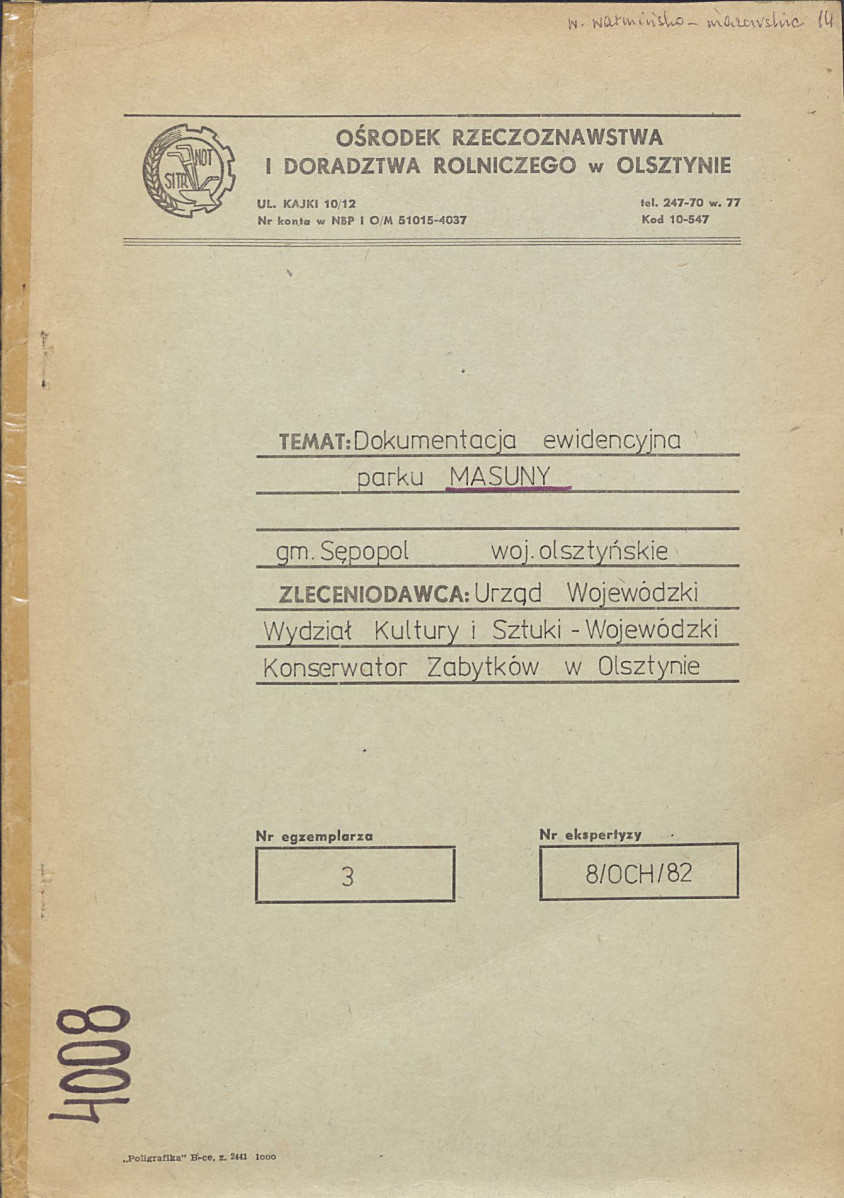 w. warmińsko-mazurskie 14
OŚRODEK RZECZOZNAWSTWA
I DORADZTWA ROLNICZEGO w OLSZTYNIE
NOT
SITR
UL. KAJKI 10/12
tel. 247-70 w. 77
Nr konta w NBP I O/M 51015-4037
Kod 10-547
TEMAT: Dokumentacja ewidencyjna
parku MASUNY
gm. Sępopol woj. olsztyńskie
ZLECENIODAWCA: Urząd Wojewódzki
Wydział Kultury i Sztuki - Wojewódzki
Konserwator Zabytków w Olsztynie
Nr egzemplarza
Nr ekspertyzy
3
8/OCH/82
4008
„Poligrafika" B-ce, z. 2441 1000